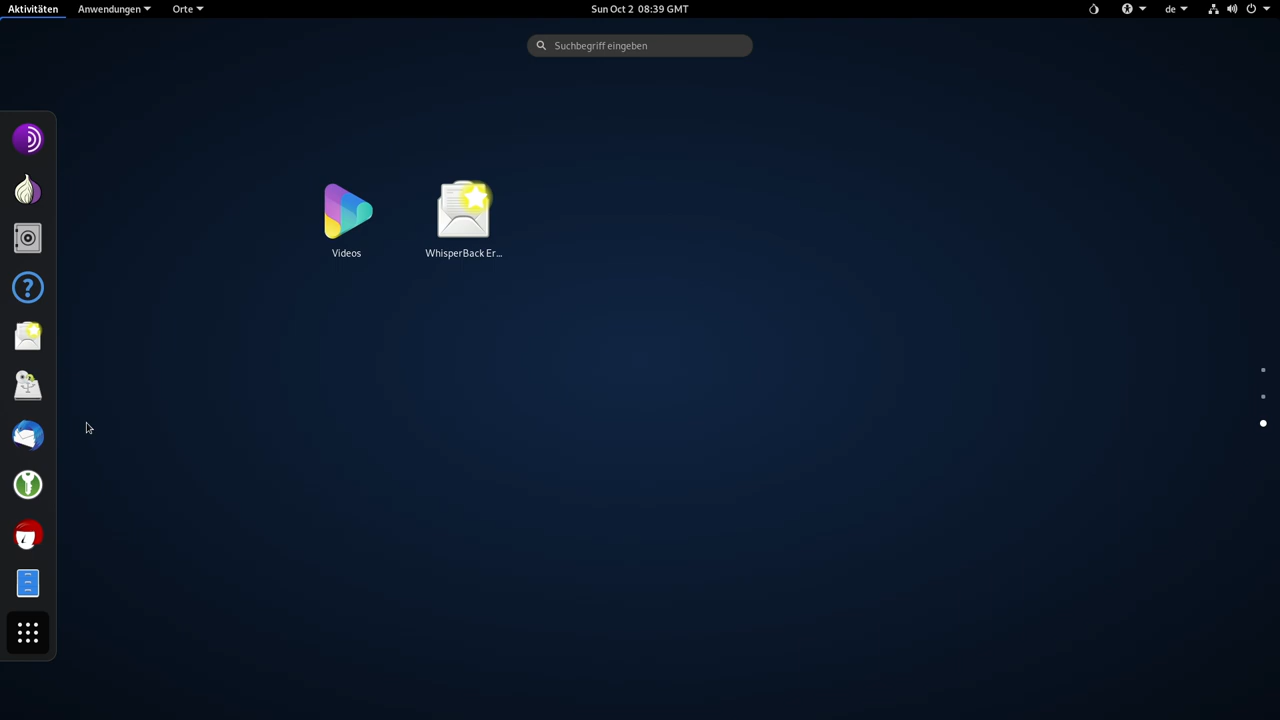 Aktivitäten Anwendungen Orte Sun Oct 2 08:39 GMT de
Suchbegriff eingeben
Videos WhisperBack Er...